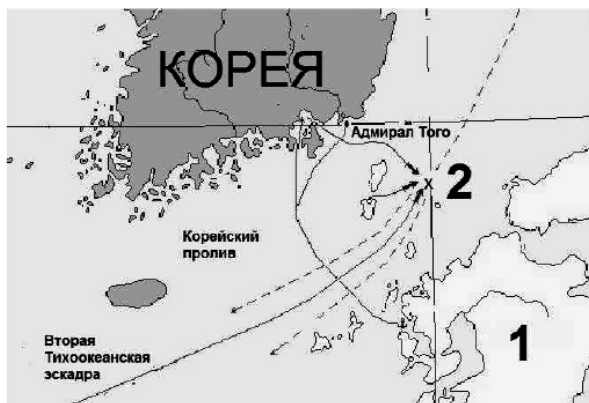 КОРЕЯ
Адмирал Того
2
Корейский
пролив
Вторая
Тихоокеанская
эскадра
1